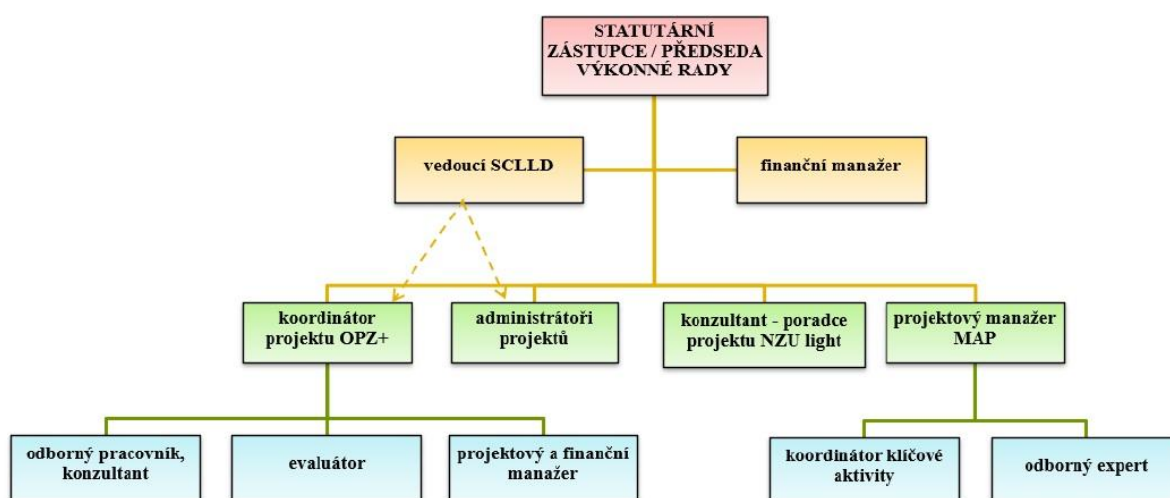 STATUTÁRNÍ
ZÁSTUPCE / PŘEDSEDA
VÝKONNÉ RADY
vedoucí SCLLD
finanční manažer
koordinátor
projektu OPZ+
administrátoři
projektů
konzultant - poradce
projektu NZU light
projektový manažer
MAP
odborný pracovník,
konzultant
evaluátor
projektový a finanční
manažer
koordinátor klíčové
aktivity
odborný expert